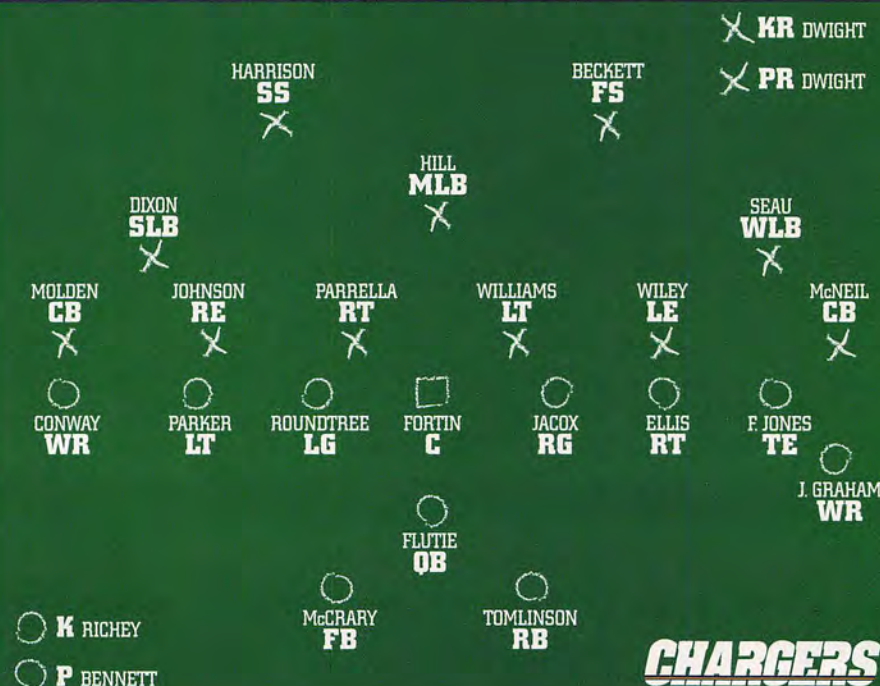 KR DWIGHT
PR DWIGHT
HARRISON
SS
BECKETT
FS
HILL
MLB
DIXON
SLB
SEAU
WLB
MOLDEN
CB
JOHNSON
RE
PARRELLA
RT
WILLIAMS
LT
WILEY
LE
McNEIL
CB
CONWAY
WR
PARKER
LT
ROUNDTREE
LG
FORTIN
C
JACOX
RG
ELLIS
RT
F. JONES
TE
J. GRAHAM
WR
FLUTIE
QB
McCRARY
FB
TOMLINSON
RB
K RICHEY
P BENNETT
CHARGERS